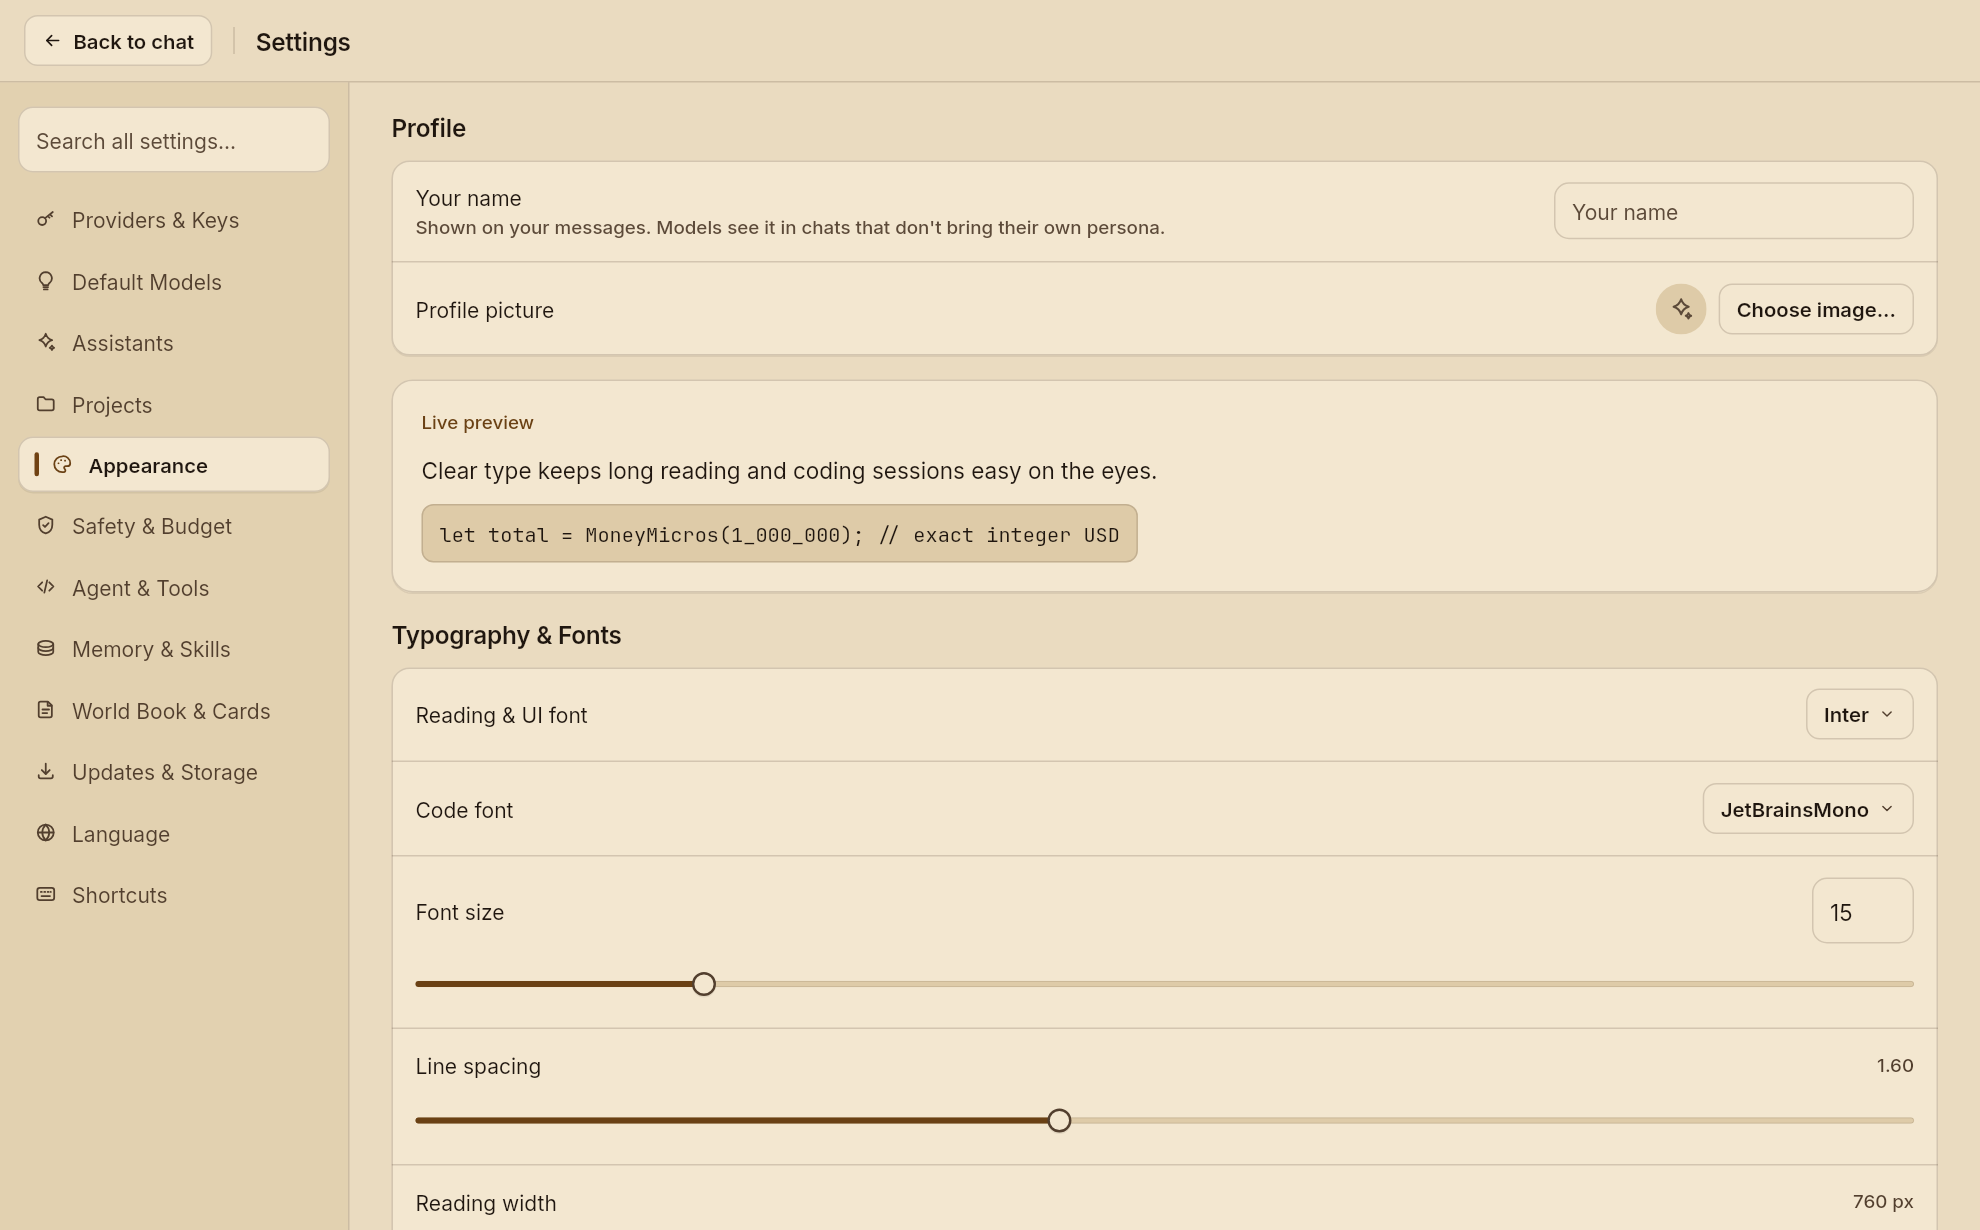 Back to chat
Settings
Search all settings...
Providers & Keys
Default Models
Assistants
Projects
Appearance
Safety & Budget
Agent & Tools
Memory & Skills
World Book & Cards
Updates & Storage
Language
Shortcuts
Profile
Your name
Shown on your messages. Models see it in chats that don't bring their own persona.
Your name
Profile picture
Choose image...
Live preview
Clear type keeps long reading and coding sessions easy on the eyes.
let total = MoneyMicros(1_000_000); // exact integer USD
Typography & Fonts
Reading & UI font
Inter
Code font
JetBrainsMono
Font size
15
Line spacing
1.60
Reading width
760 px